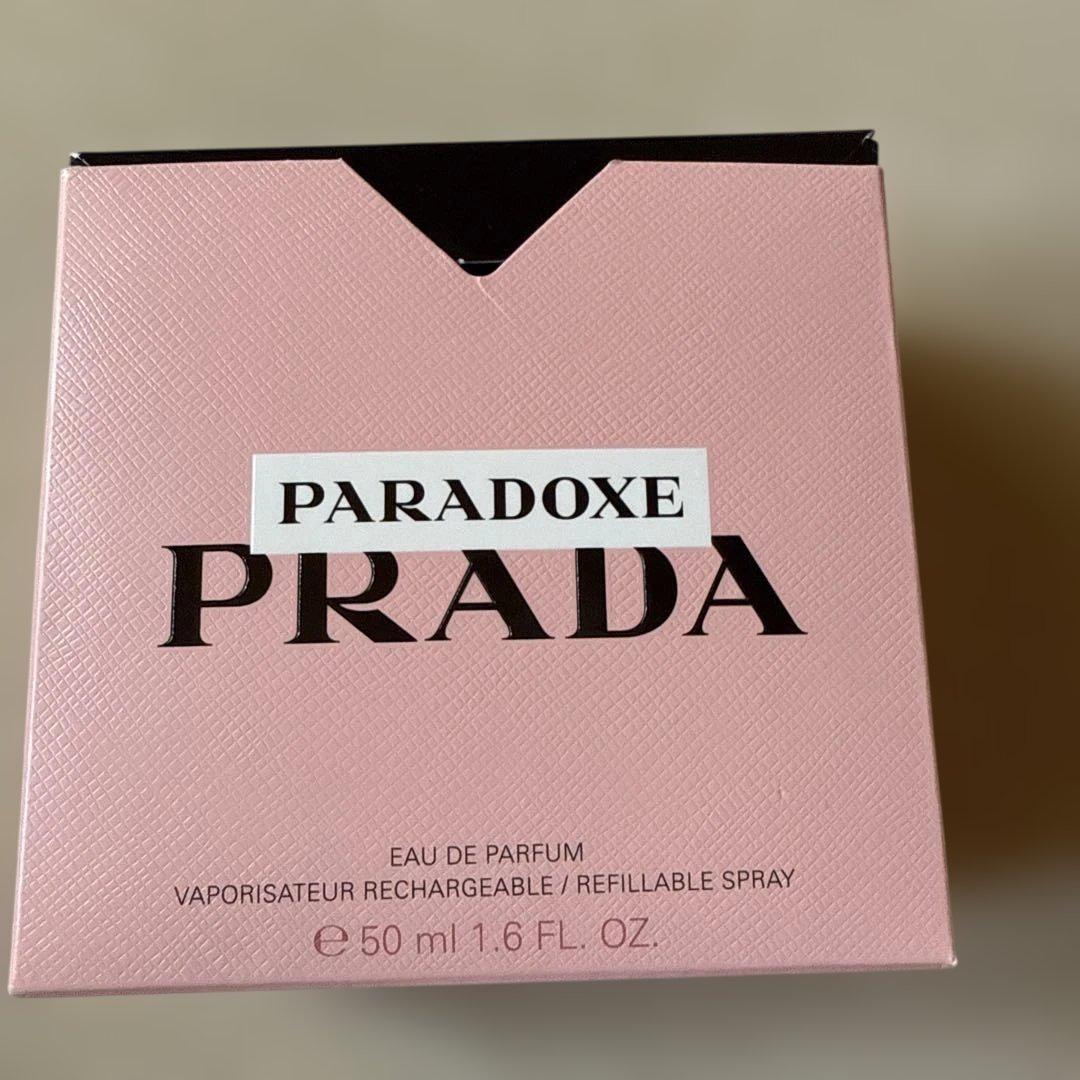 PARADOXE
PRADA
EAU DE PARFUM
VAPORISATEUR RECHARGEABLE / REFILLABLE SPRAY
℮ 50 ml 1.6 FL. OZ.